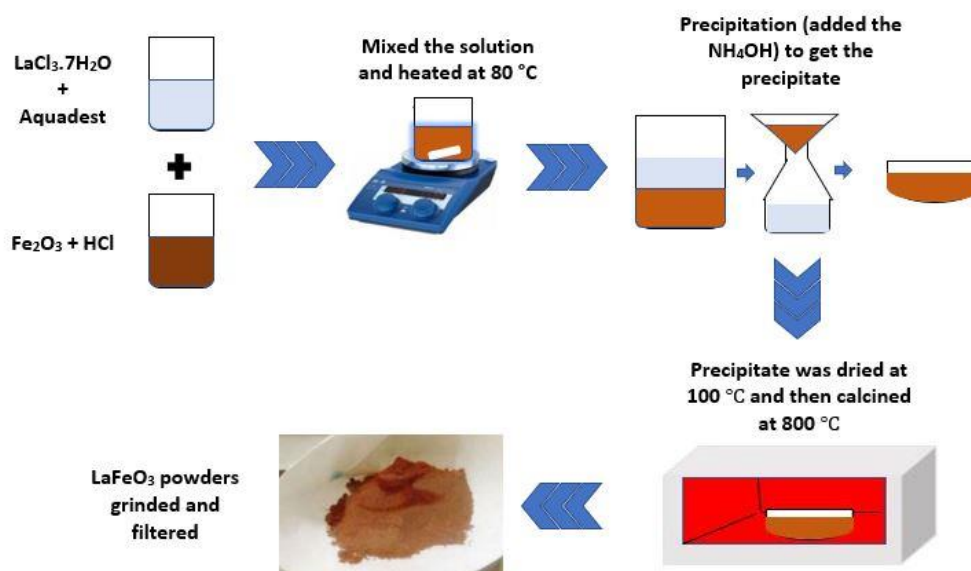 LaCl₃.7H₂O
+
Aquadest
Fe₂O₃ + HCl
Mixed the solution
and heated at 80 °C
Precipitation (added the
NH₄OH) to get the
precipitate
Precipitate was dried at
100 °C and then calcined
at 800 °C
LaFeO₃ powders
grinded and
filtered